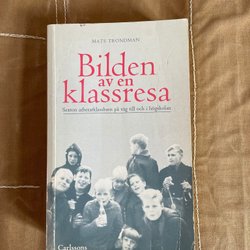 MATS TRONDMAN
Bilden
av en
klassresa
Sexton arbetarklassbarn på väg till och i högskolan
Carlssons